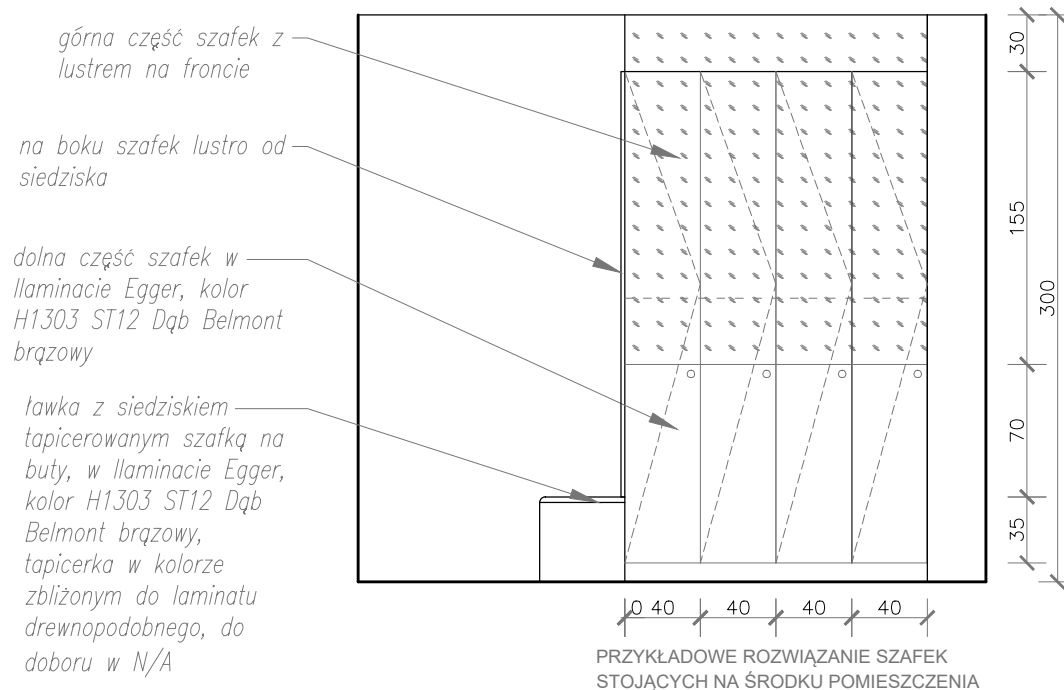 górna część szafek z
lustrem na froncie
na boku szafek lustro od
siedziska
dolna część szafek w
llaminacie Egger, kolor
H1303 ST12 Dąb Belmont
brązowy
ławka z siedziskiem
tapicerowanym szafką na
buty, w llaminacie Egger,
kolor H1303 ST12 Dąb
Belmont brązowy,
tapicerka w kolorze
zbliżonym do laminatu
drewnopodobnego, do
doboru w N/A
30
155
300
70
35
0 40 40 40 40
PRZYKŁADOWE ROZWIĄZANIE SZAFEK
STOJĄCYCH NA ŚRODKU POMIESZCZENIA